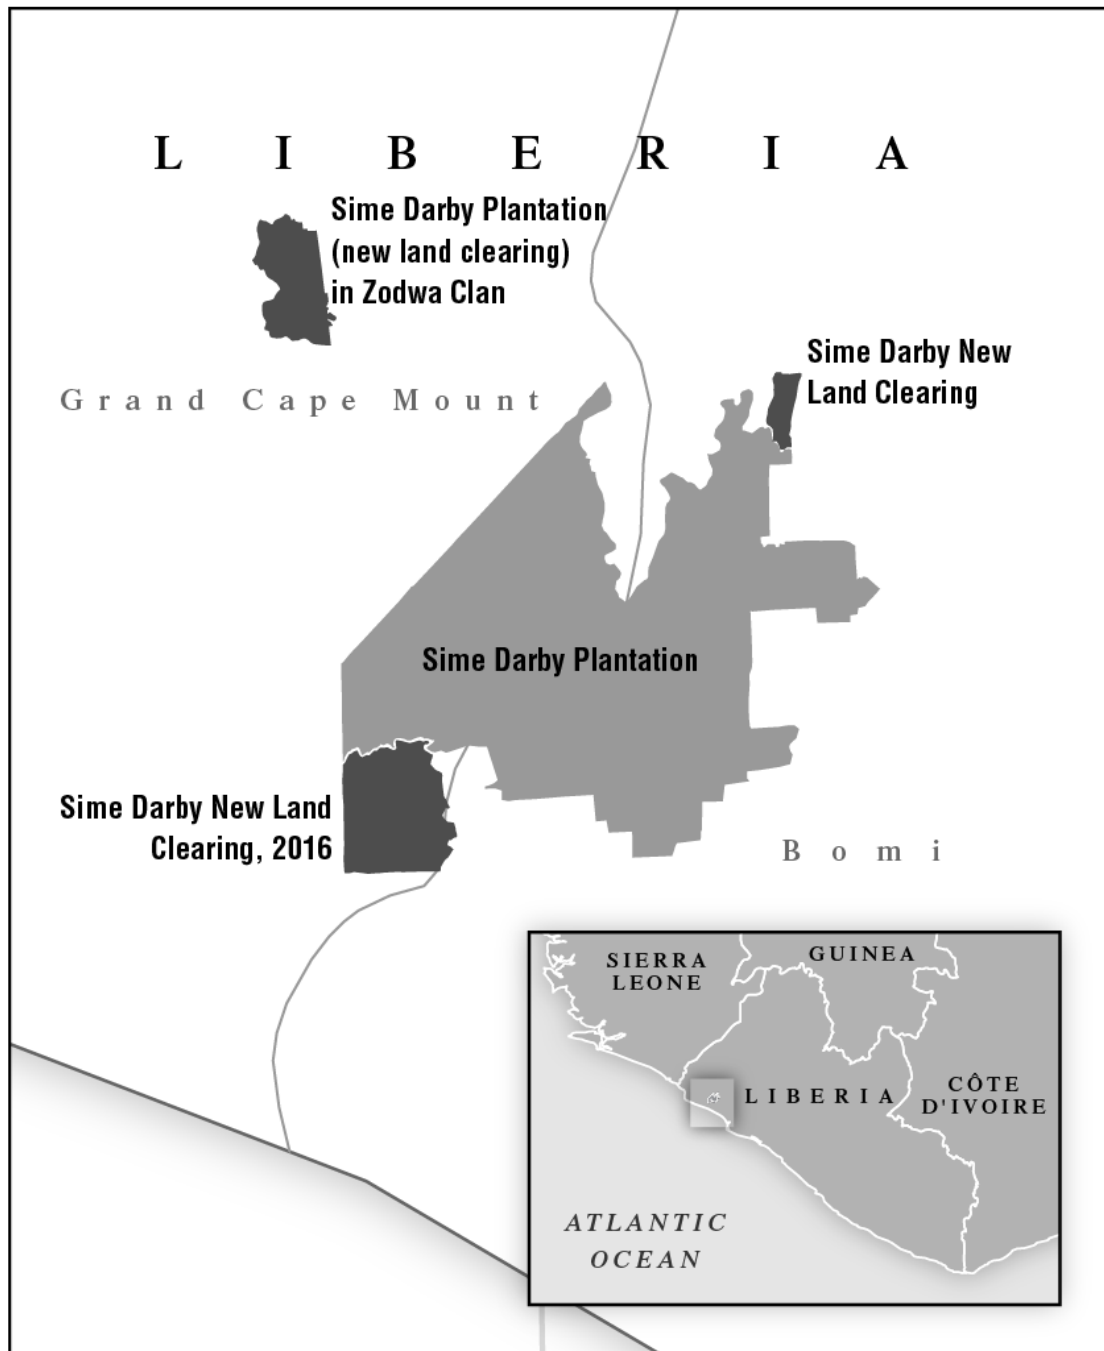 LIBERIA
Sime Darby Plantation
(new land clearing)
in Zodwa Clan
Sime Darby New
Land Clearing
Grand Cape Mount
Sime Darby Plantation
Sime Darby New Land
Clearing, 2016
Bomi
SIERRA
LEONE
GUINEA
LIBERIA
CÔTE
D'IVOIRE
ATLANTIC
OCEAN